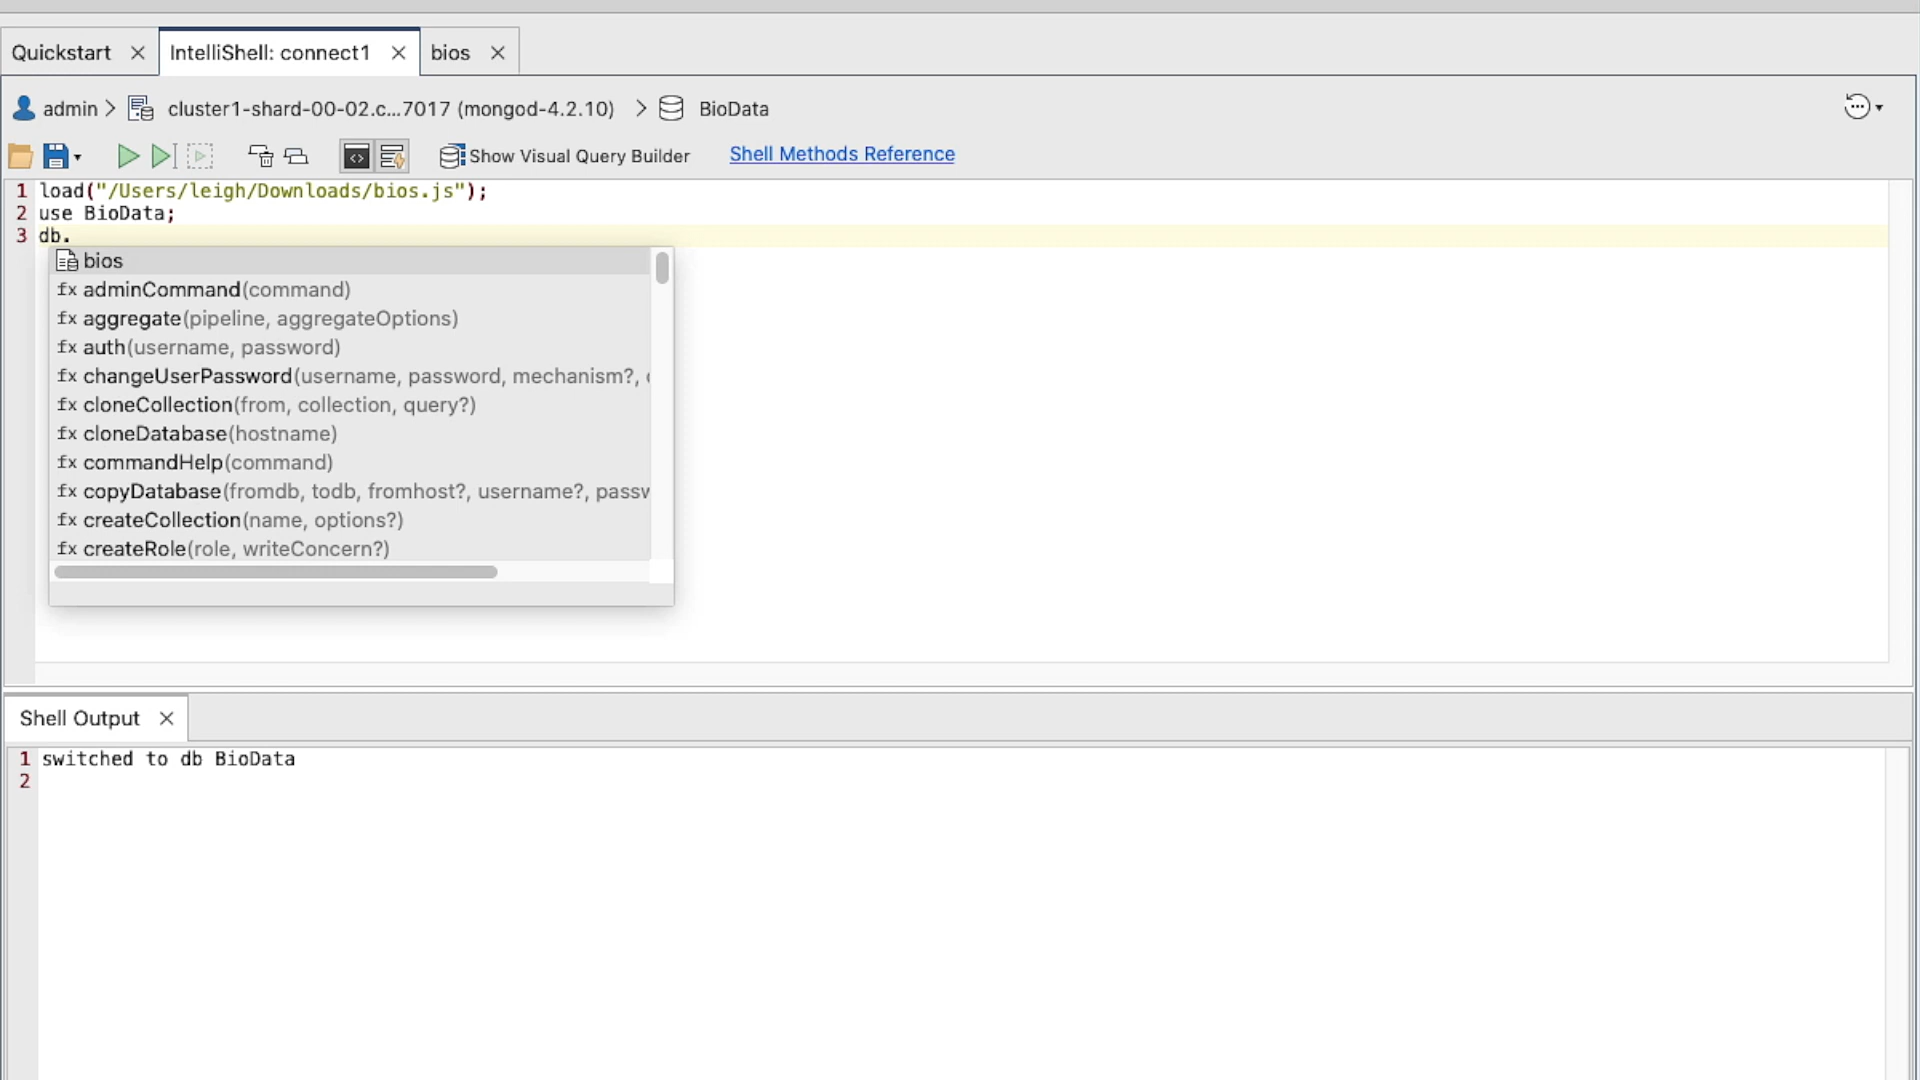 Quickstart IntelliShell: connect1 bios
admin cluster1-shard-00-02.c...7017 (mongod-4.2.10) BioData
Show Visual Query Builder Shell Methods Reference
1 load("/Users/leigh/Downloads/bios.js");
2 use BioData;
3 db.
bios
fx adminCommand(command)
fx aggregate(pipeline, aggregateOptions)
fx auth(username, password)
fx changeUserPassword(username, password, mechanism?,
fx cloneCollection(from, collection, query?)
fx cloneDatabase(hostname)
fx commandHelp(command)
fx copyDatabase(fromdb, todb, fromhost?, username?, passw
fx createCollection(name, options?)
fx createRole(role, writeConcern?)
Shell Output
1 switched to db BioData
2